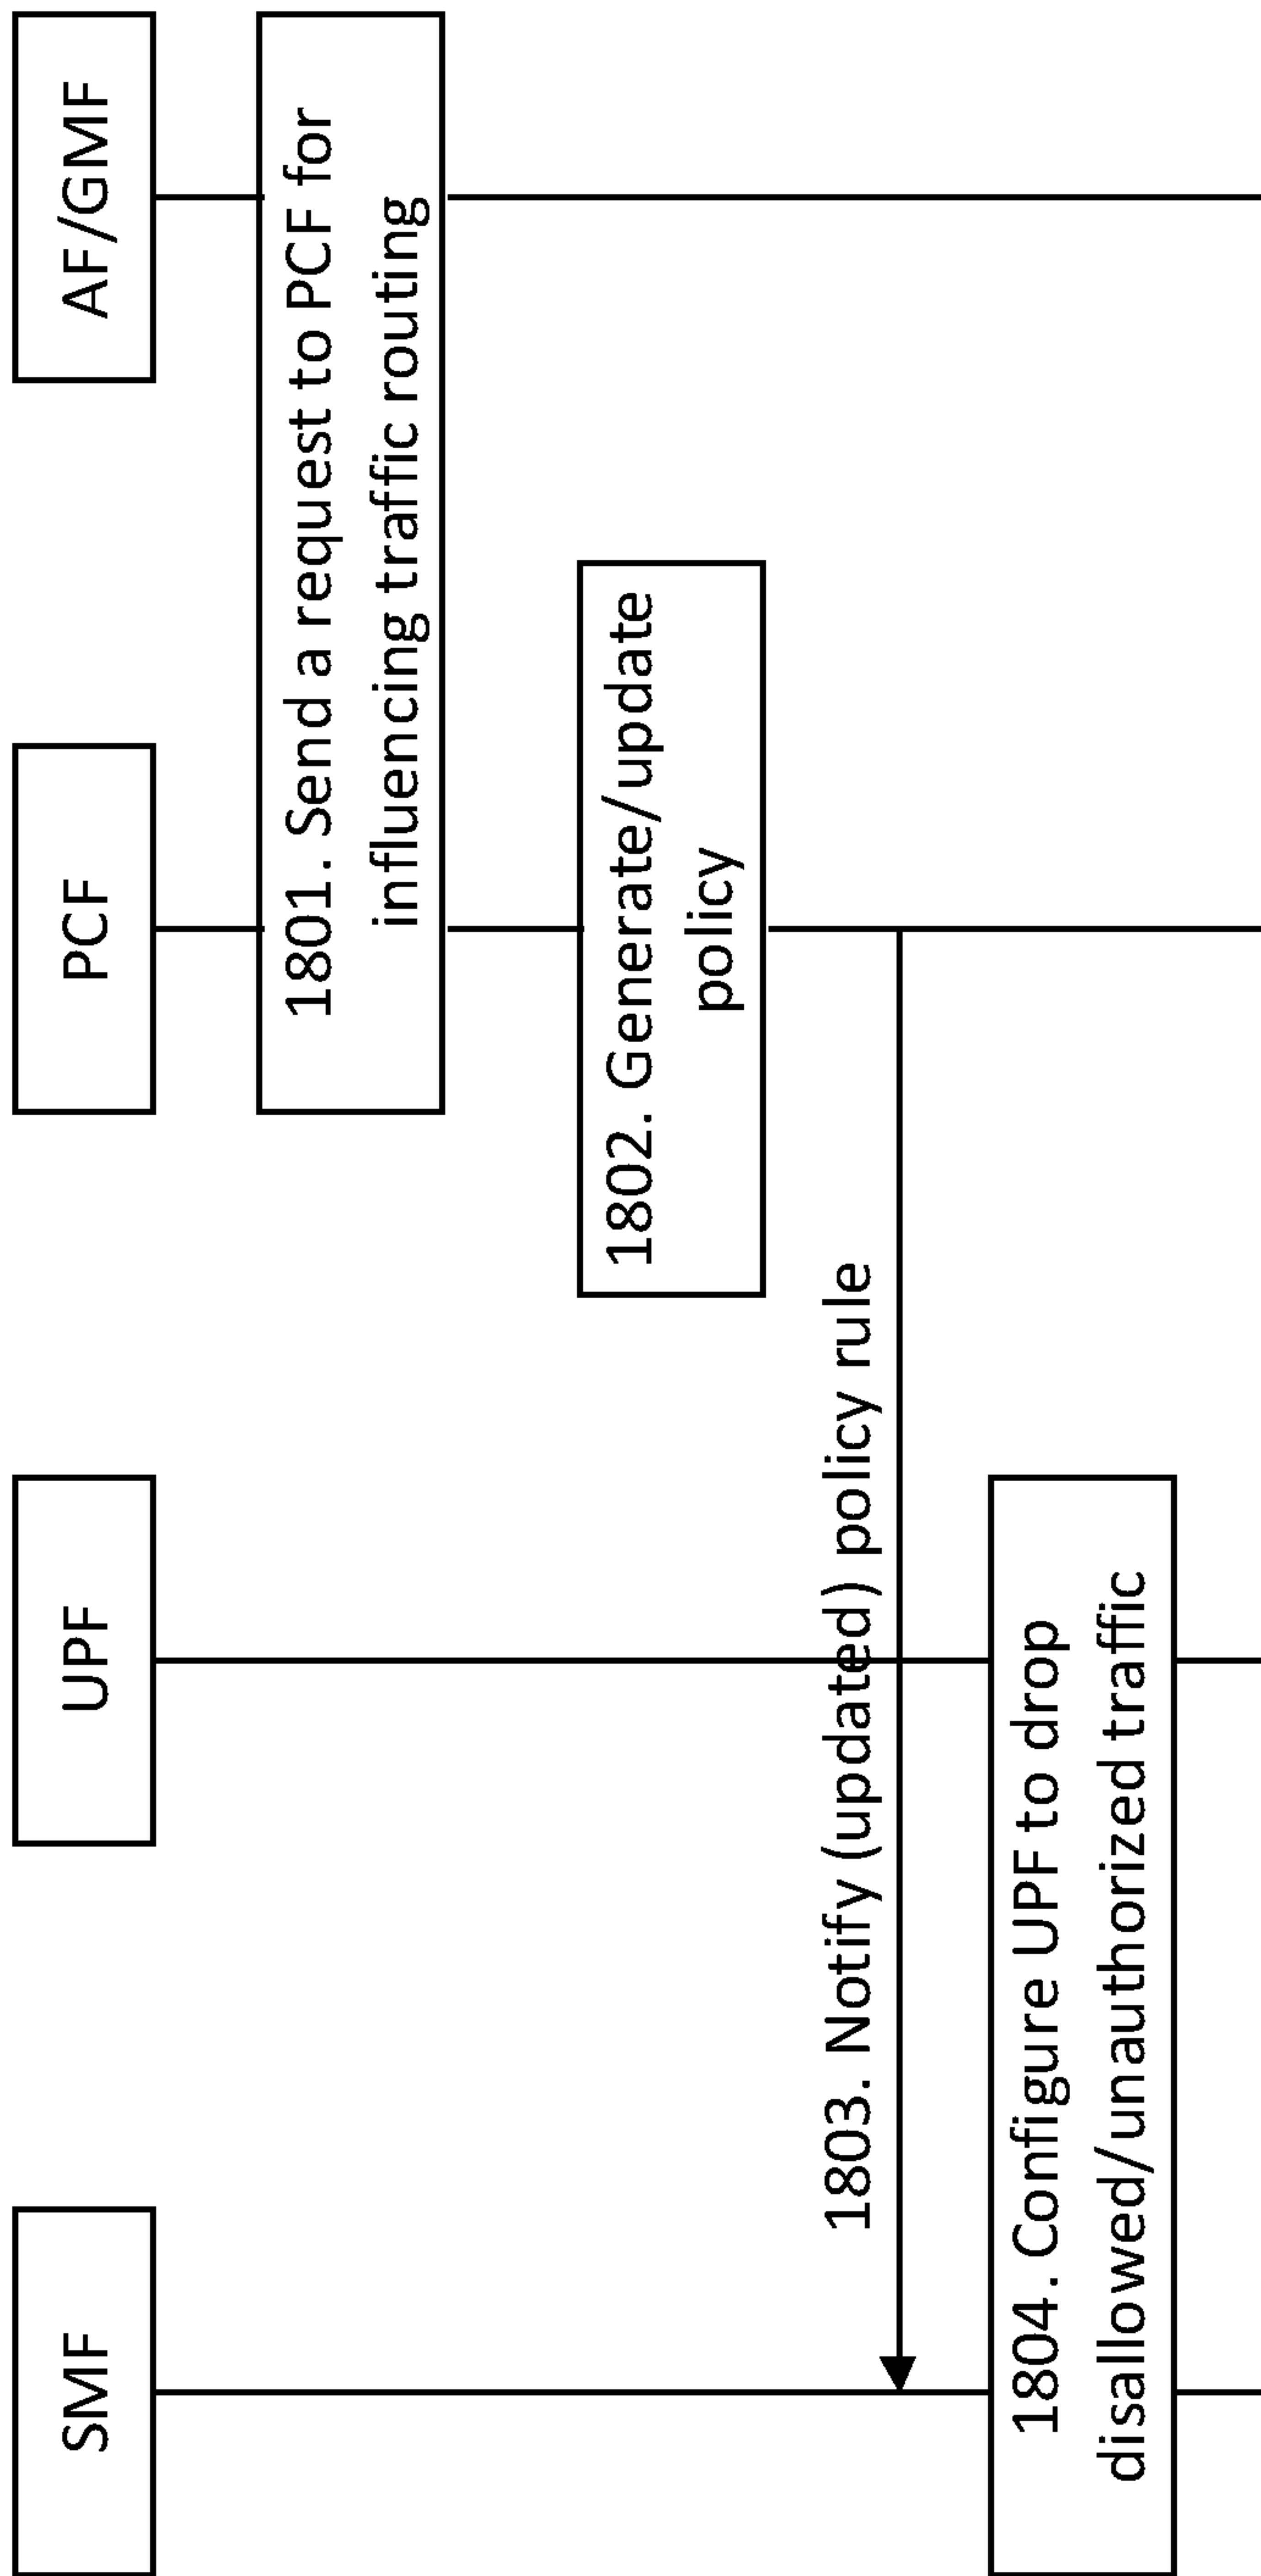 SMF
UPF
PCF
AF/GMF
1801. Send a request to PCF for
influencing traffic routing
1802. Generate/update
policy
1803. Notify (updated) policy rule
1804. Configure UPF to drop
disallowed/unauthorized traffic